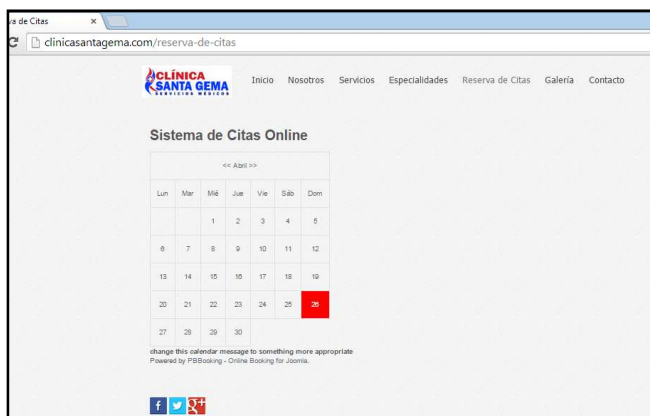 va de Citas
clinicasantagema.com/reserva-de-citas
CLÍNICA
SANTA GEMA
SERVICIOS MEDICOS
Inicio Nosotros Servicios Especialidades Reserva de Citas Galería Contacto
Sistema de Citas Online
<< Abril >>
Lun Mar Mié Jue Vie Sáb Dom
1 2 3 4 5
6 7 8 9 10 11 12
13 14 15 16 17 18 19
20 21 22 23 24 25 26
27 28 29 30
change this calendar message to something more appropriate
Powered by PBBooking - Online Booking for Joomla.
f g+